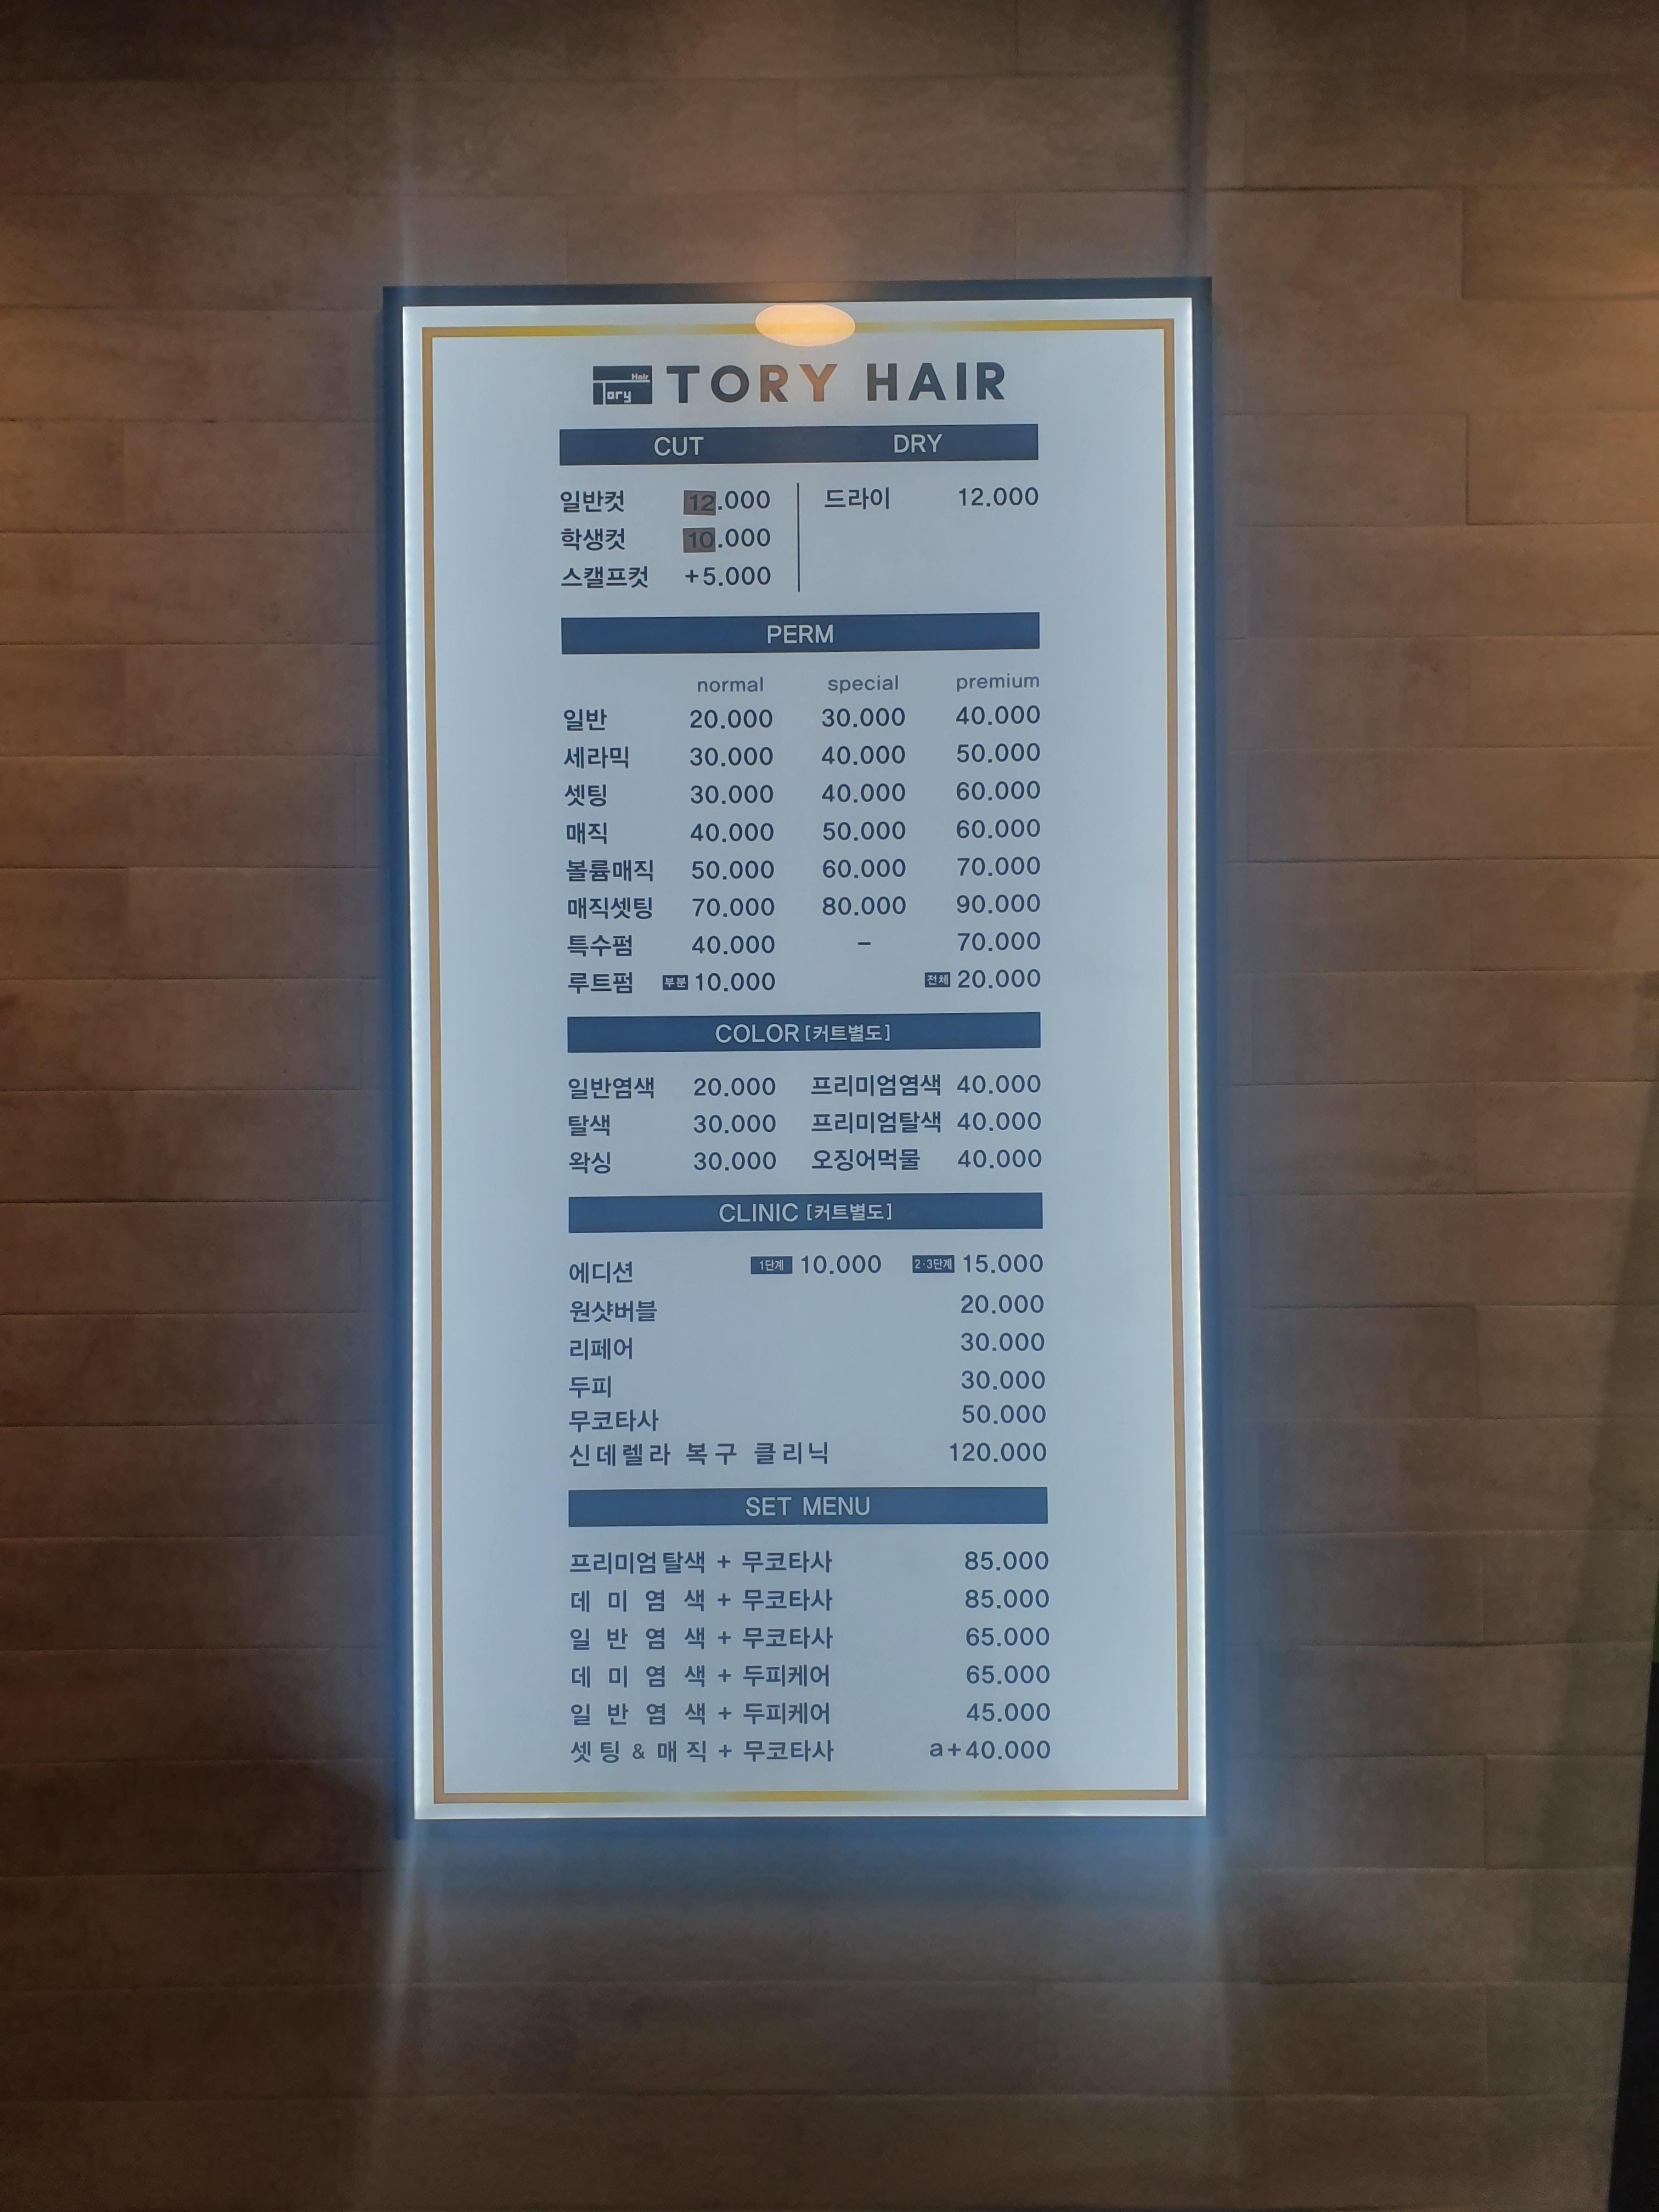 Hair
Tory
TORY HAIR
CUT DRY
일반컷 12.000 드라이 12.000
학생컷 10.000
스캘프컷 +5.000
PERM
normal special premium
일반 20.000 30.000 40.000
세라믹 30.000 40.000 50.000
셋팅 30.000 40.000 60.000
매직 40.000 50.000 60.000
볼륨매직 50.000 60.000 70.000
매직셋팅 70.000 80.000 90.000
특수펌 40.000 – 70.000
루트펌 부분 10.000 전체 20.000
COLOR [커트별도]
일반염색 20.000 프리미엄염색 40.000
탈색 30.000 프리미엄탈색 40.000
왁싱 30.000 오징어먹물 40.000
CLINIC [커트별도]
에디션 1단계 10.000 2·3단계 15.000
원샷버블 20.000
리페어 30.000
두피 30.000
무코타사 50.000
신데렐라 복구 클리닉 120.000
SET MENU
프리미엄탈색 + 무코타사 85.000
데미염색 + 무코타사 85.000
일반염색 + 무코타사 65.000
데미염색 + 두피케어 65.000
일반염색 + 두피케어 45.000
셋팅 & 매직 + 무코타사 a+40.000